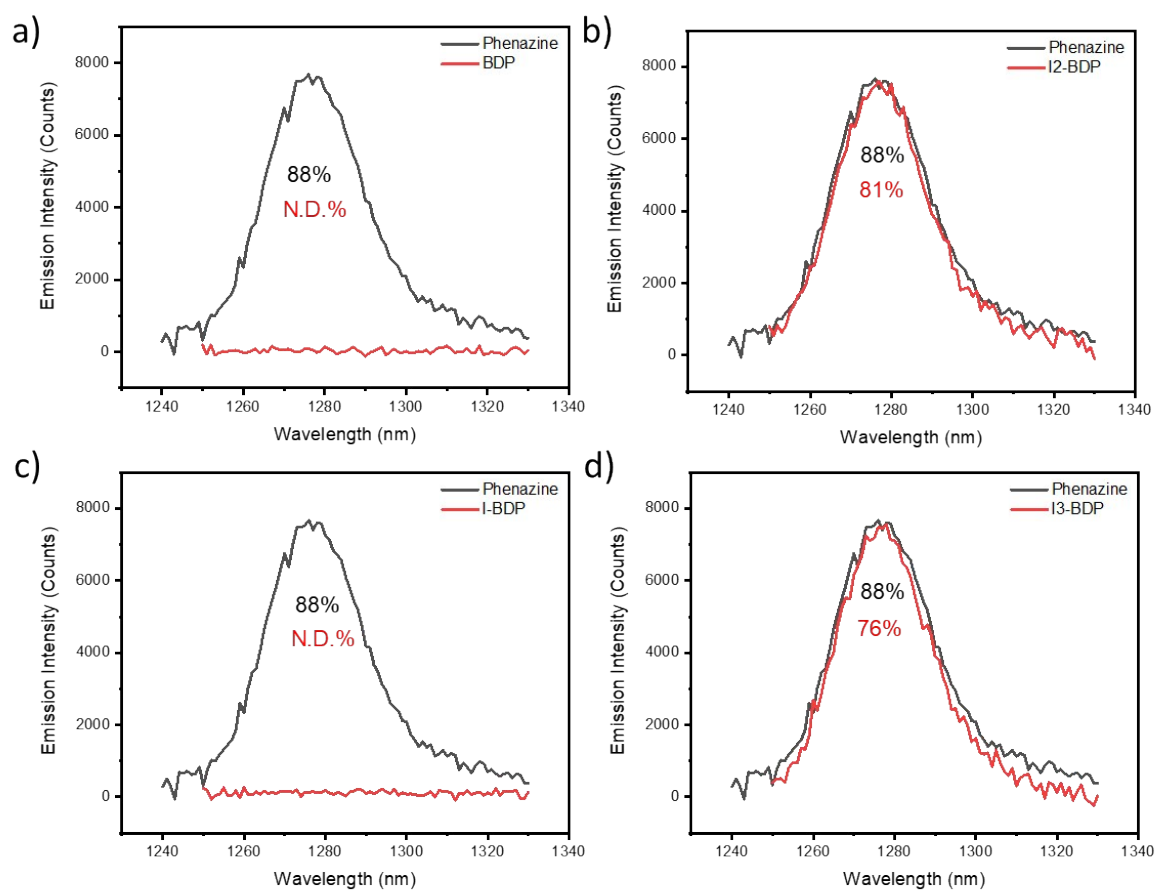 a)
Phenazine
BDP
88%
N.D.%
8000
6000
4000
2000
0
Emission Intensity (Counts)
1240 1260 1280 1300 1320 1340
Wavelength (nm)
b)
Phenazine
I2-BDP
88%
81%
8000
6000
4000
2000
0
Emission Intensity (Counts)
1240 1260 1280 1300 1320 1340
Wavelength (nm)
c)
Phenazine
I-BDP
88%
N.D.%
8000
6000
4000
2000
0
Emission Intensity (Counts)
1240 1260 1280 1300 1320 1340
Wavelength (nm)
d)
Phenazine
I3-BDP
88%
76%
8000
6000
4000
2000
0
Emission Intensity (Counts)
1240 1260 1280 1300 1320 1340
Wavelength (nm)